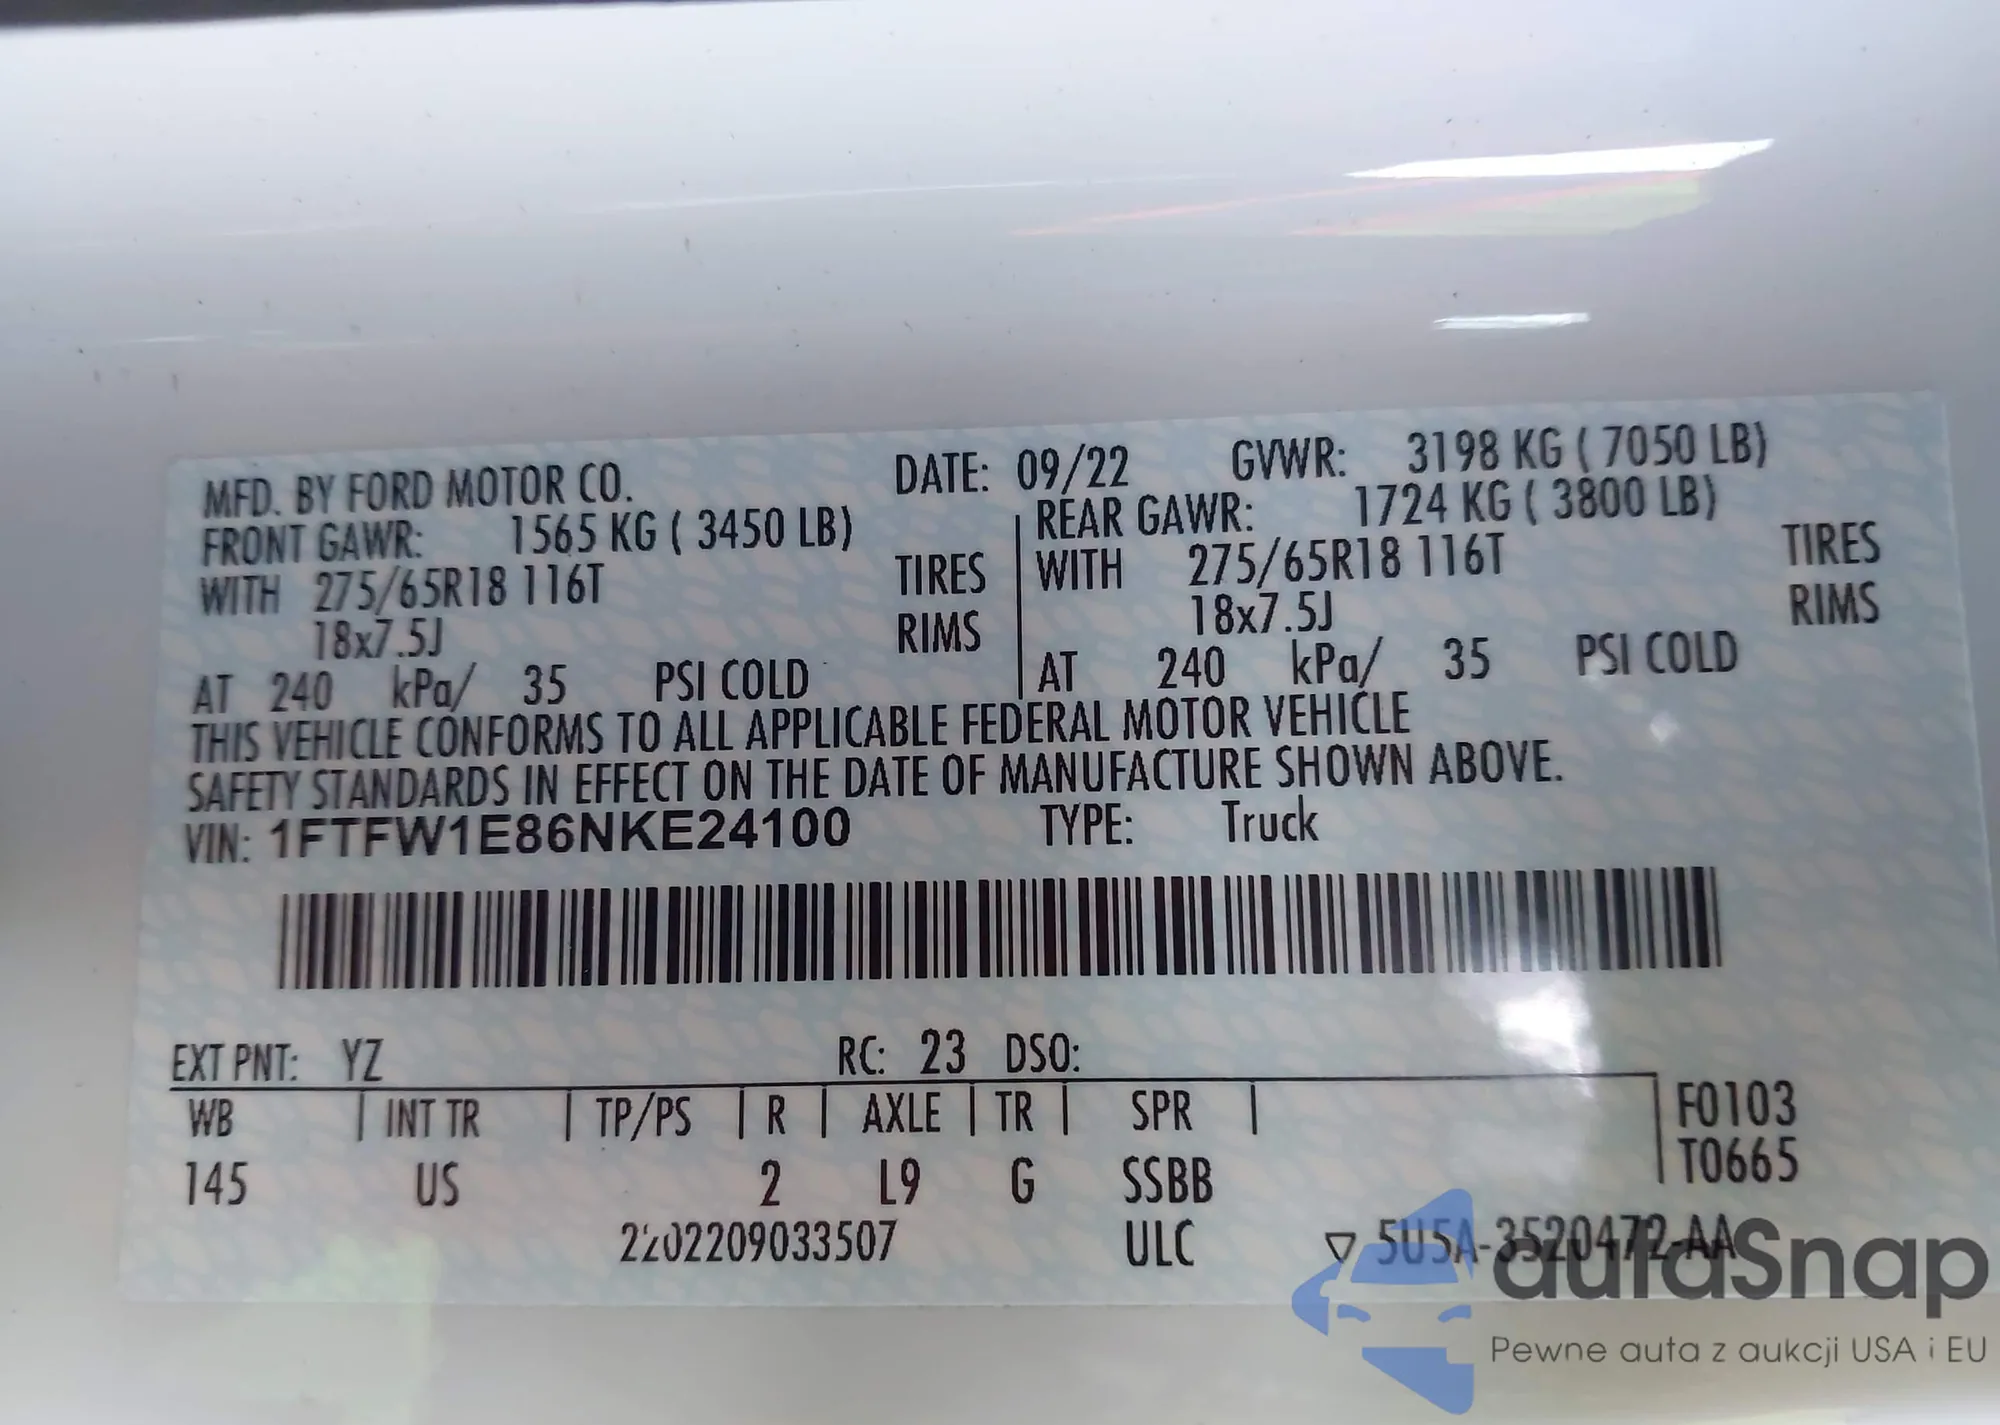 MFD. BY FORD MOTOR CO. DATE: 09/22 GVWR: 3198 KG ( 7050 LB)
FRONT GAWR: 1565 KG ( 3450 LB) REAR GAWR: 1724 KG ( 3800 LB)
WITH 275/65R18 116T TIRES WITH 275/65R18 116T TIRES
18x7.5J RIMS 18x7.5J RIMS
AT 240 kPa/ 35 PSI COLD AT 240 kPa/ 35 PSI COLD
THIS VEHICLE CONFORMS TO ALL APPLICABLE FEDERAL MOTOR VEHICLE
SAFETY STANDARDS IN EFFECT ON THE DATE OF MANUFACTURE SHOWN ABOVE.
VIN: 1FTFW1E86NKE24100 TYPE: Truck
EXT PNT: YZ RC: 23 DSO:
WB INT TR TP/PS R AXLE TR SPR F0103
T0665
145 US 2 L9 G SSBB
2202209033507 ULC ▽ 5U5A-3520472-AA
autaSnap
Pewne auta z aukcji USA i EU